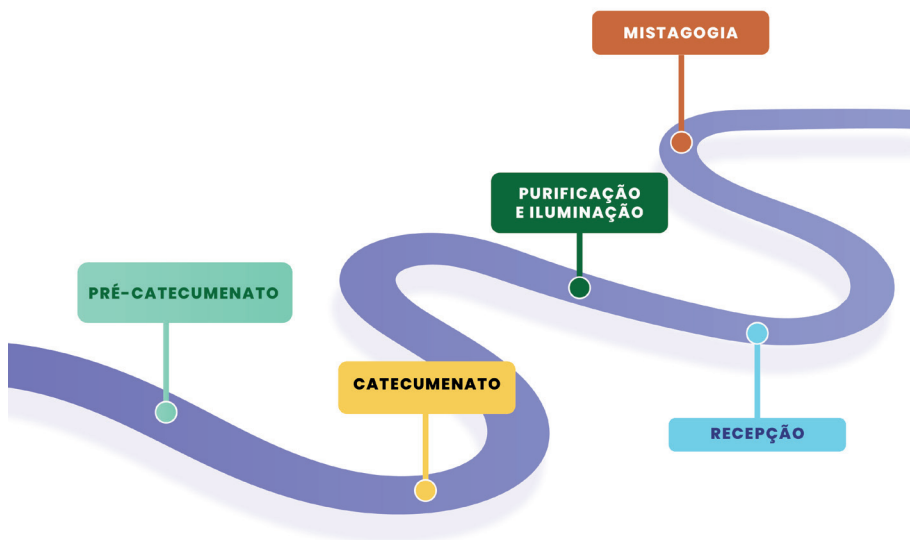 MISTAGOGIA
PURIFICAÇÃO
E ILUMINAÇÃO
PRÉ-CATECUMENATO
CATECUMENATO
RECEPÇÃO